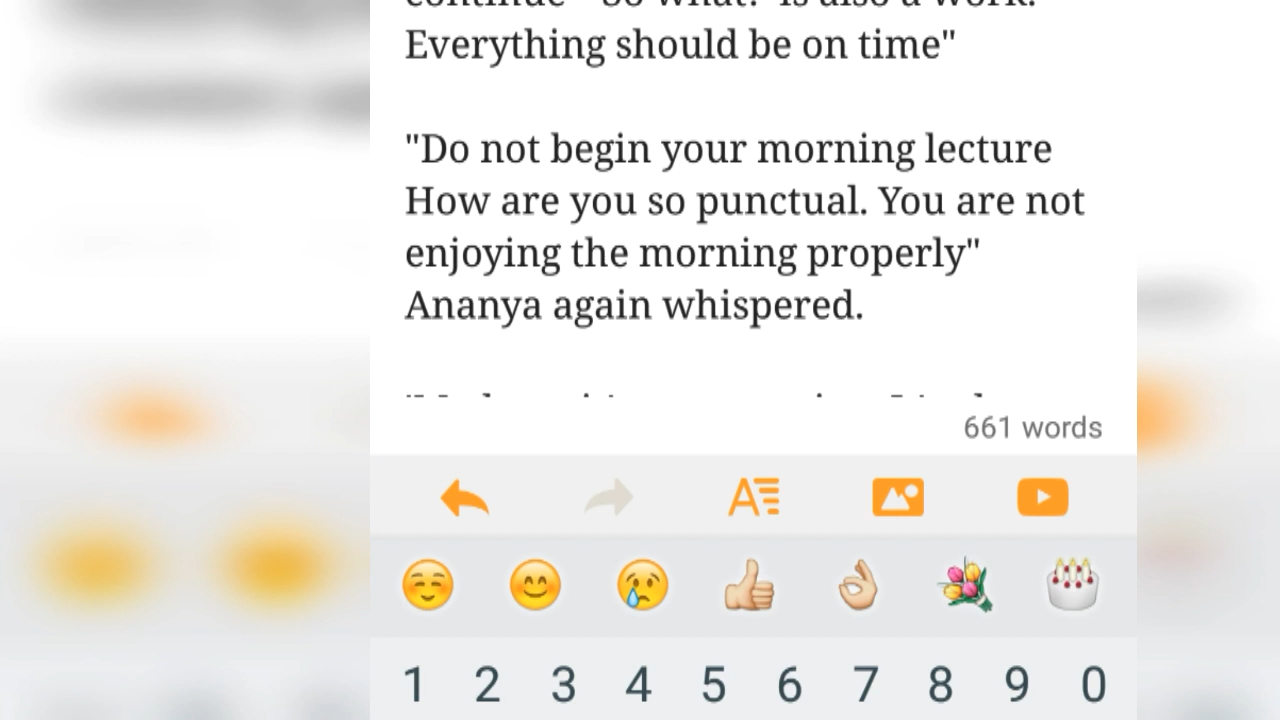 Everything should be on time"
"Do not begin your morning lecture
How are you so punctual. You are not
enjoying the morning properly"
Ananya again whispered.
661 words
1 2 3 4 5 6 7 8 9 0